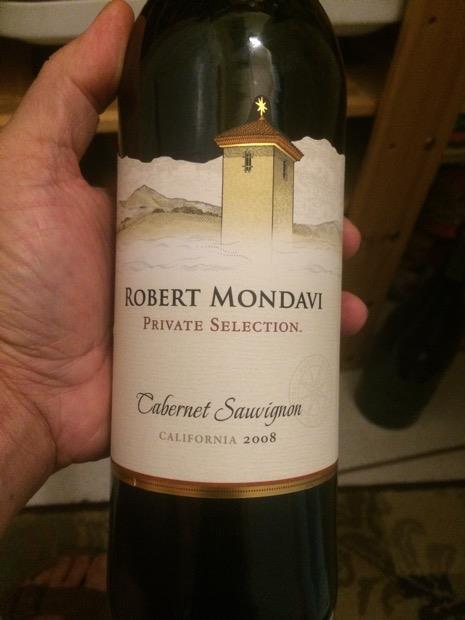 ROBERT MONDAVI
PRIVATE SELECTION.
Cabernet Sauvignon
CALIFORNIA 2008